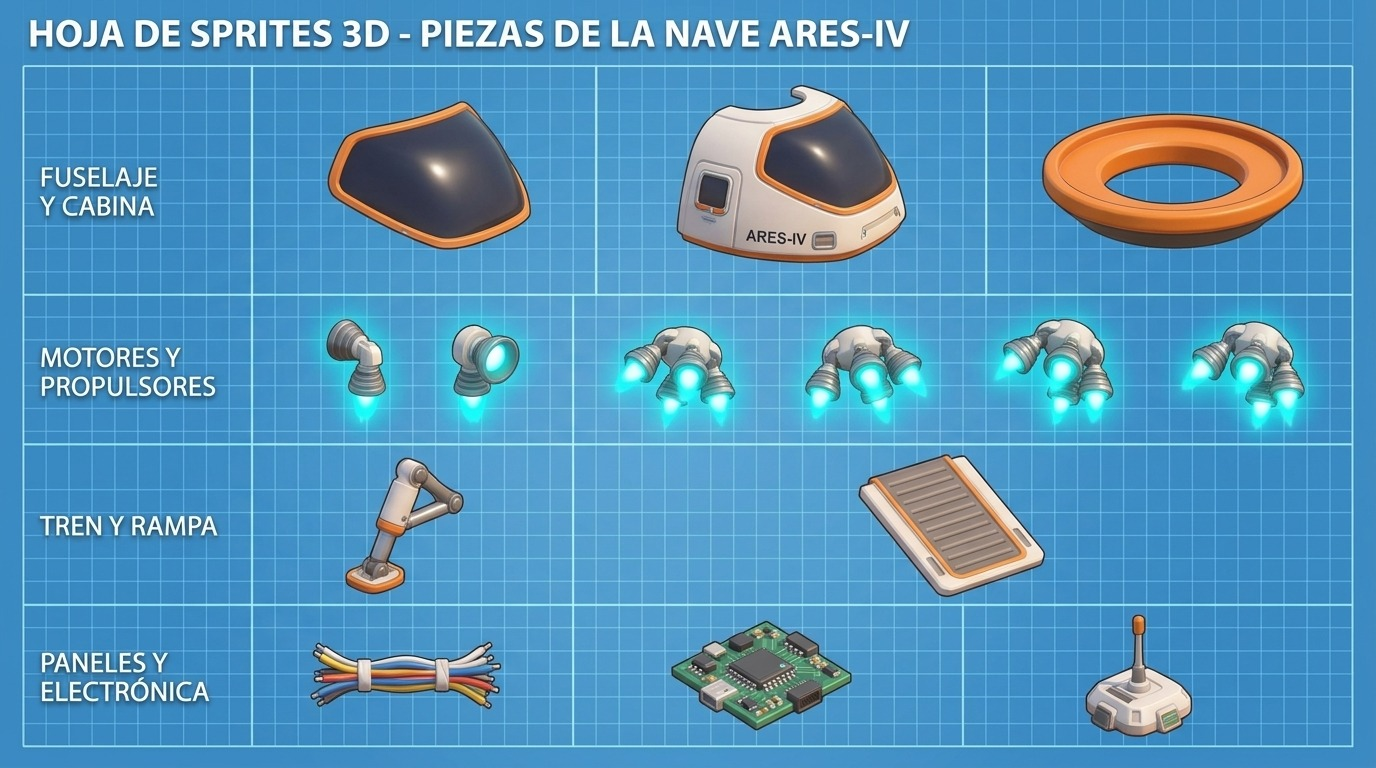 HOJA DE SPRITES 3D - PIEZAS DE LA NAVE ARES-IV
FUSELAJE
Y CABINA
ARES-IV
MOTORES Y
PROPULSORES
TREN Y RAMPA
PANELES Y
ELECTRÓNICA